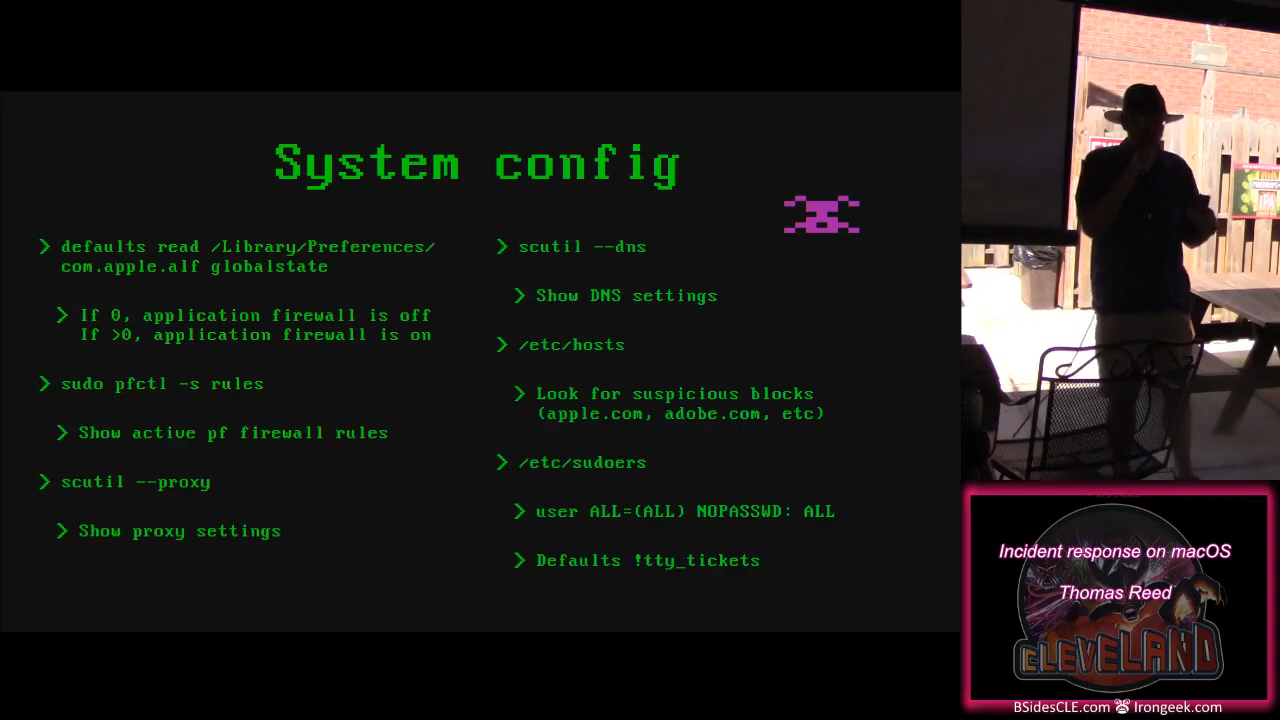 System config
> defaults read /Library/Preferences/
com.apple.alf globalstate
> If 0, application firewall is off
If >0, application firewall is on
> sudo pfctl -s rules
> Show active pf firewall rules
> scutil --proxy
> Show proxy settings
> scutil --dns
> Show DNS settings
> /etc/hosts
> Look for suspicious blocks
(apple.com, adobe.com, etc)
> /etc/sudoers
> user ALL=(ALL) NOPASSWD: ALL
> Defaults !tty_tickets
IPA
Incident response on macOS
Thomas Reed
CLEVELAND
BSidesCLE.com Irongeek.com